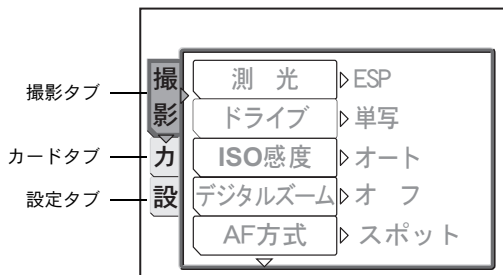 撮影タブ
カードタブ
設定タブ
撮影
カ
設
測 光 ESP
ドライブ 単写
ISO感度 オート
デジタルズーム オ フ
AF方式 スポット